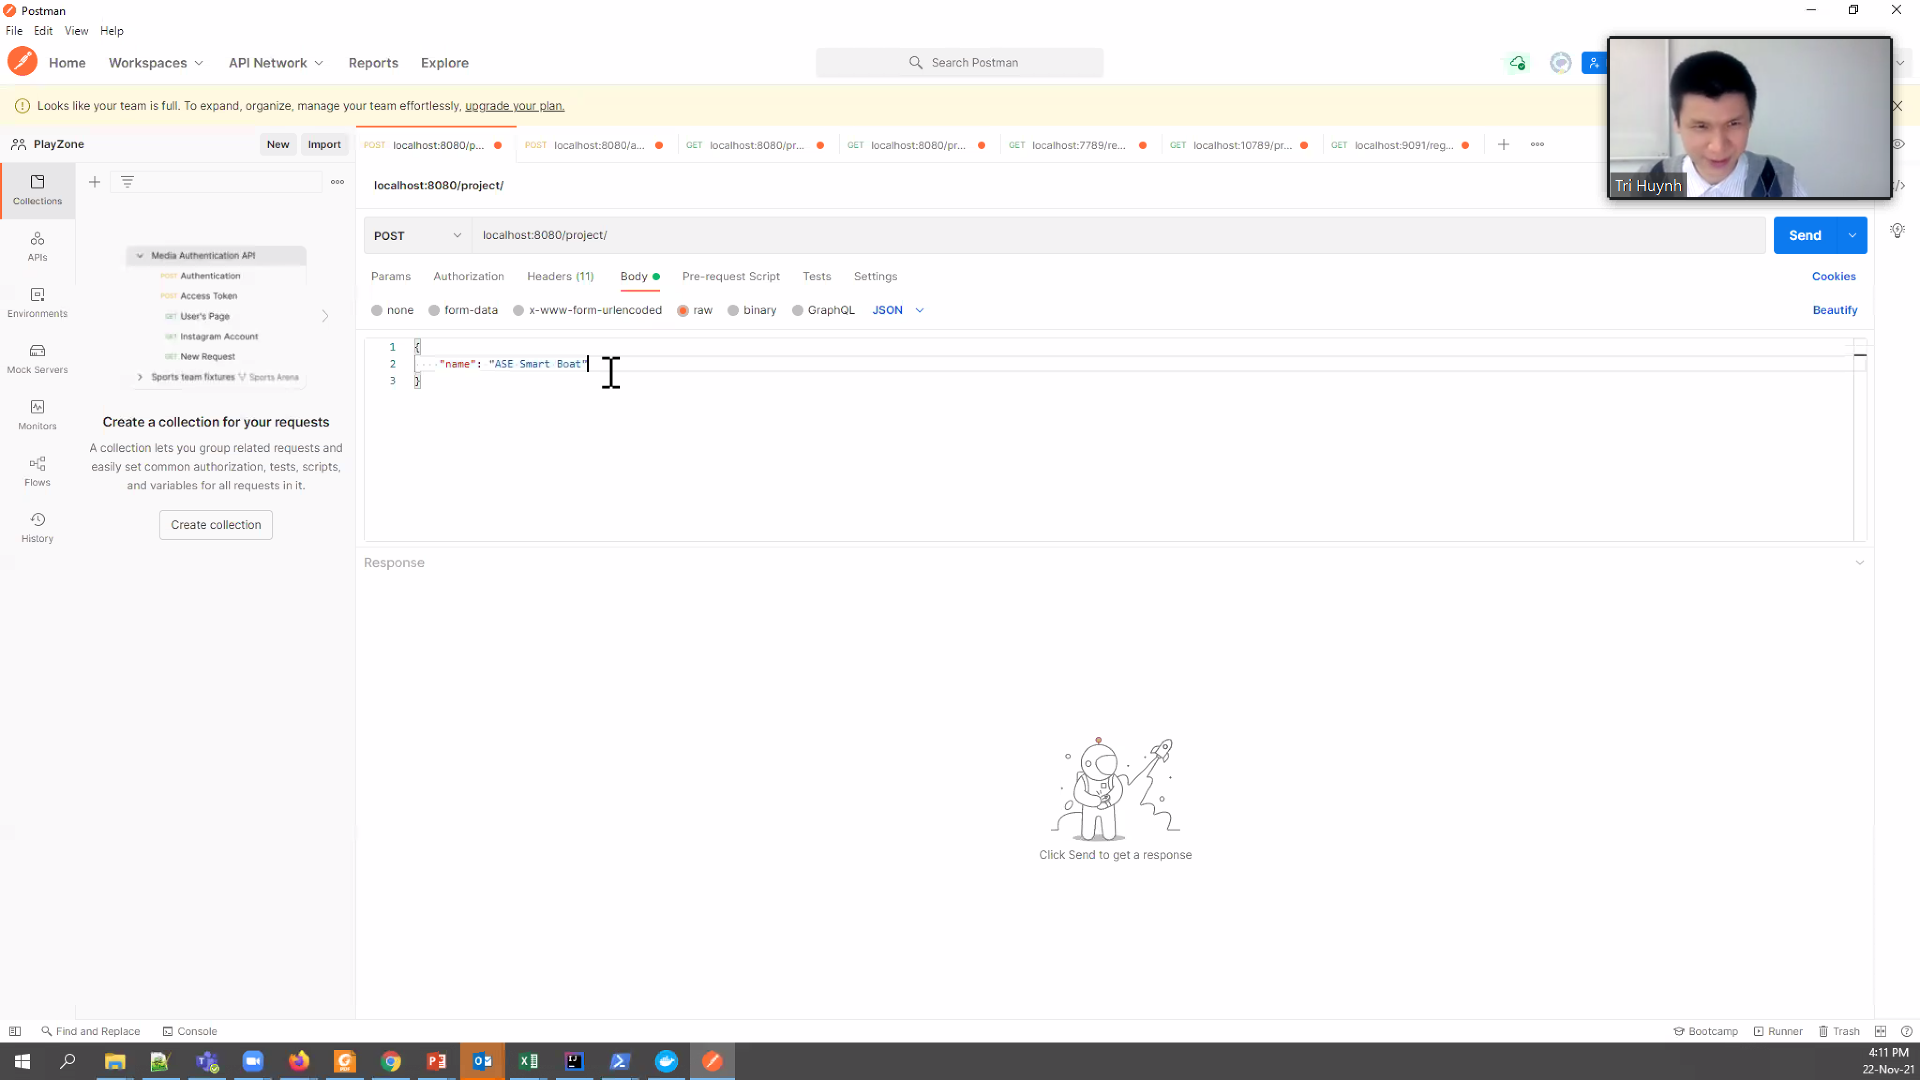 Postman
File Edit View Help
Home Workspaces API Network Reports Explore Search Postman
Looks like your team is full. To expand, organize, manage your team effortlessly, upgrade your plan.
PlayZone New Import
POST localhost:8080/p... POST localhost:8080/a... GET localhost:8080/pr... GET localhost:8080/pr... GET localhost:7789/re... GET localhost:10789/pr... GET localhost:9091/reg...
Tri Huynh
localhost:8080/project/
POST localhost:8080/project/ Send
Params Authorization Headers (11) Body Pre-request Script Tests Settings Cookies
none form-data x-www-form-urlencoded raw binary GraphQL JSON Beautify
1 {
2 "name": "ASE Smart Boat"
3 }
Collections
APIs
Environments
Mock Servers
Monitors
Flows
History
Media Authentication API
POST Authentication
POST Access Token
GET User's Page
GET Instagram Account
GET New Request
Sports team fixtures Sports Arena
Create a collection for your requests
A collection lets you group related requests and
easily set common authorization, tests, scripts,
and variables for all requests in it.
Create collection
Response
Click Send to get a response
Find and Replace Console Bootcamp Runner Trash
4:11 PM
22-Nov-21